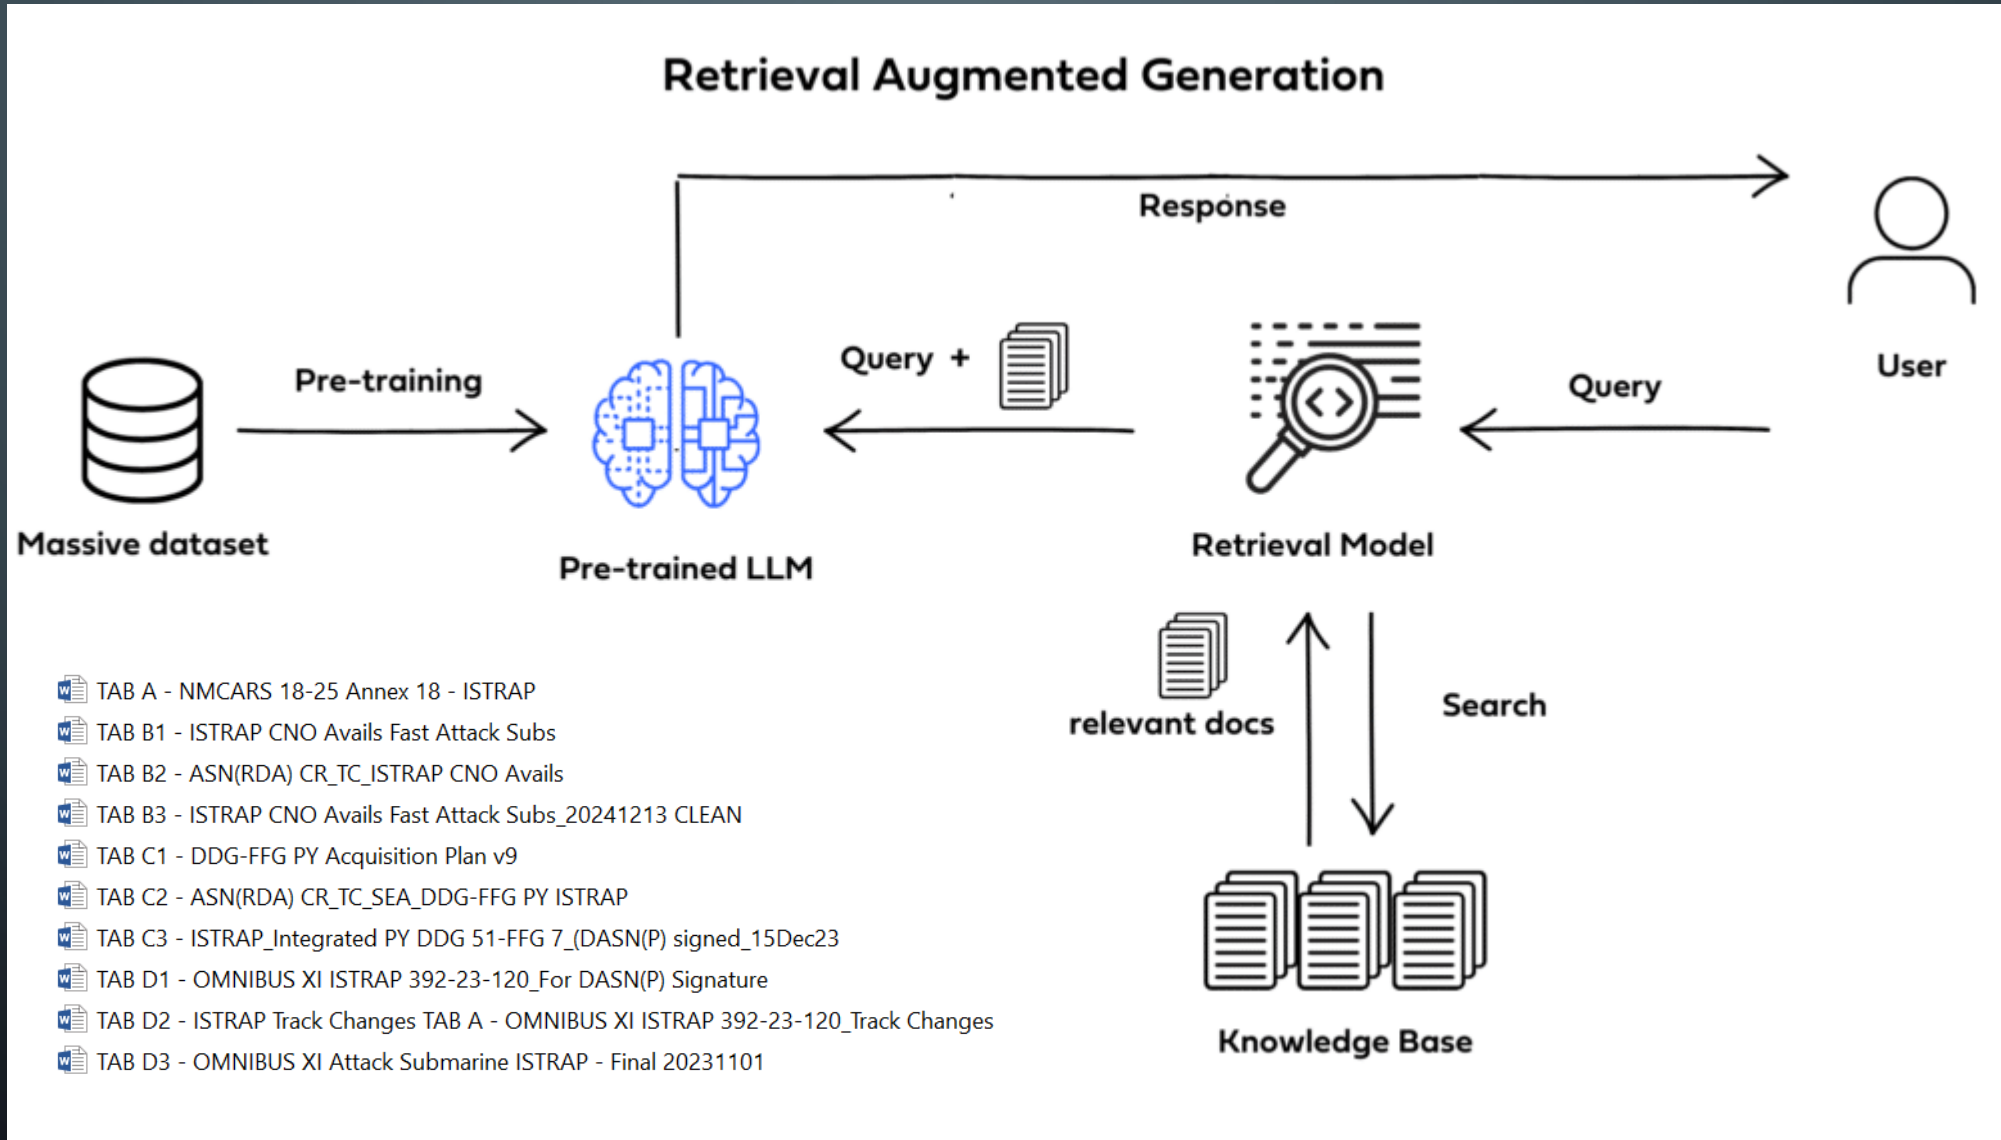 Retrieval Augmented Generation
Response
User
Query
Query +
Pre-training
Massive dataset
Pre-trained LLM
Retrieval Model
relevant docs
Search
Knowledge Base
TAB A - NMCARS 18-25 Annex 18 - ISTRAP
TAB B1 - ISTRAP CNO Avails Fast Attack Subs
TAB B2 - ASN(RDA) CR_TC_ISTRAP CNO Avails
TAB B3 - ISTRAP CNO Avails Fast Attack Subs_20241213 CLEAN
TAB C1 - DDG-FFG PY Acquisition Plan v9
TAB C2 - ASN(RDA) CR_TC_SEA_DDG-FFG PY ISTRAP
TAB C3 - ISTRAP_Integrated PY DDG 51-FFG 7_(DASN(P) signed_15Dec23
TAB D1 - OMNIBUS XI ISTRAP 392-23-120_For DASN(P) Signature
TAB D2 - ISTRAP Track Changes TAB A - OMNIBUS XI ISTRAP 392-23-120_Track Changes
TAB D3 - OMNIBUS XI Attack Submarine ISTRAP - Final 20231101